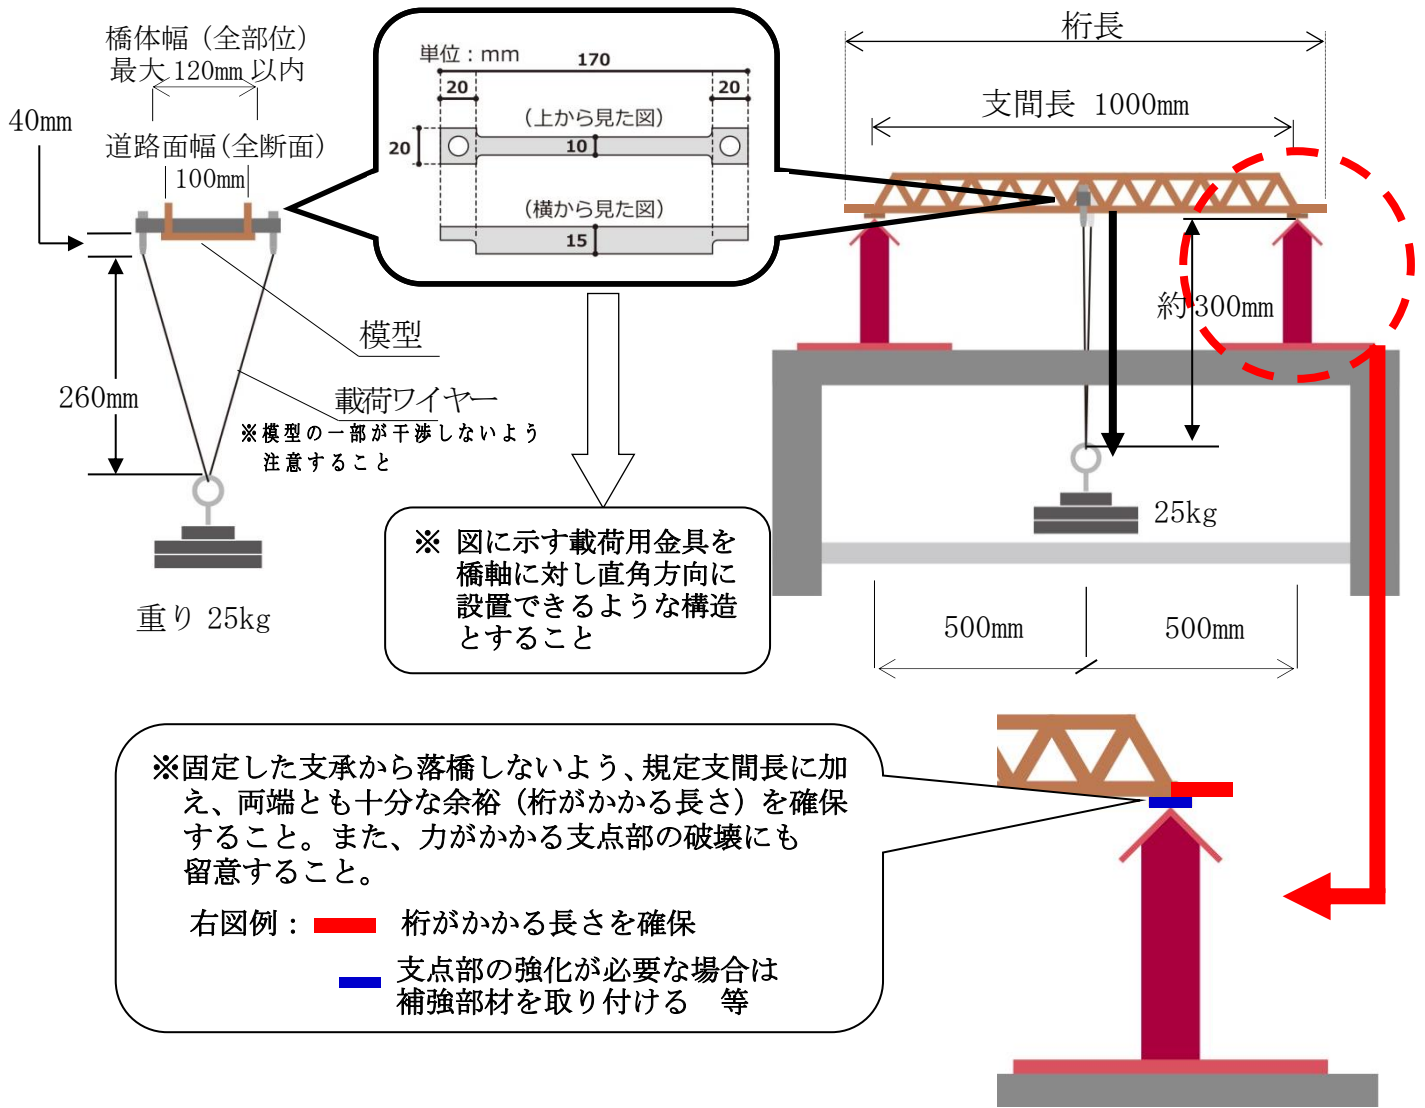 橋体幅（全部位）
最大 120mm 以内
40mm
道路面幅(全断面)
100mm
260mm
模型
載荷ワイヤー
※模型の一部が干渉しないよう
注意すること
重り 25kg
単位：mm
170
20
20
（上から見た図）
20
10
（横から見た図）
15
※ 図に示す載荷用金具を
橋軸に対し直角方向に
設置できるような構造
とすること
桁長
支間長 1000mm
約300mm
25kg
500mm
500mm
※固定した支承から落橋しないよう、規定支間長に加
え、両端とも十分な余裕（桁がかかる長さ）を確保
すること。また、力がかかる支点部の破壊にも
留意すること。
右図例：
桁がかかる長さを確保
支点部の強化が必要な場合は
補強部材を取り付ける　等